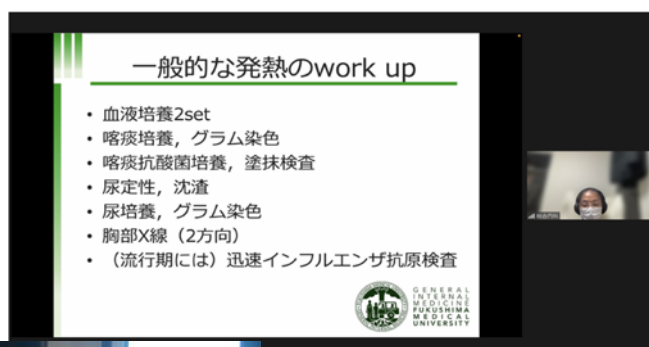 一般的な発熱のwork up
• 血液培養2set
• 喀痰培養，グラム染色
• 喀痰抗酸菌培養，塗抹検査
• 尿定性，沈渣
• 尿培養，グラム染色
• 胸部X線（2方向）
• （流行期には）迅速インフルエンザ抗原検査
GENERAL
INTERNAL
MEDICINE
FUKUSHIMA
MEDICAL
UNIVERSITY